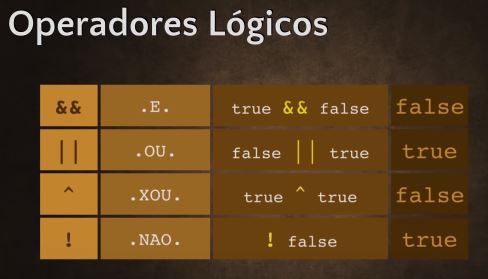 Operadores Lógicos
&& .E. true && false false
|| .OU. false || true true
^ .XOU. true ^ true false
! .NAO. ! false true